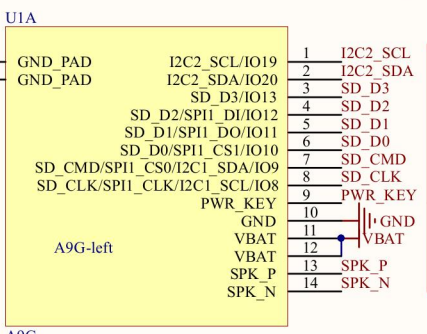 U1A
GND_PAD
GND_PAD
I2C2_SCL/IO19 1 I2C2_SCL
I2C2_SDA/IO20 2 I2C2_SDA
SD_D3/IO13 3 SD_D3
SD_D2/SPI1_DI/IO12 4 SD_D2
SD_D1/SPI1_DO/IO11 5 SD_D1
SD_D0/SPI1_CS1/IO10 6 SD_D0
SD_CMD/SPI1_CS0/I2C1_SDA/IO9 7 SD_CMD
SD_CLK/SPI1_CLK/I2C1_SCL/IO8 8 SD_CLK
PWR_KEY 9 PWR_KEY
GND 10 GND
VBAT 11 VBAT
VBAT 12
SPK_P 13 SPK_P
SPK_N 14 SPK_N
A9G-left